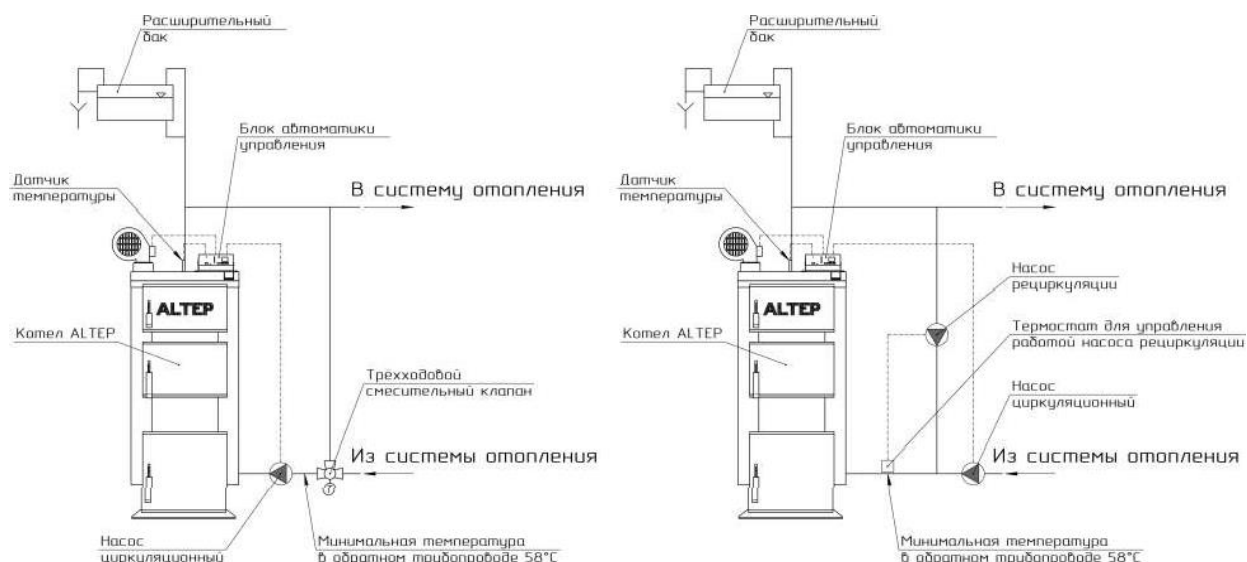 Расширительный
бак
Блок автоматики
управления
Датчик
температуры
В систему отопления
ALTEP
Котел ALTEP
Трехходовой
смесительный клапан
Из системы отопления
T
Насос
циркуляционный
Минимальная температура
в обратном трубопроводе 58°C
Расширительный
бак
Блок автоматики
управления
Датчик
температуры
В систему отопления
Насос
рециркуляции
ALTEP
Котел ALTEP
Термостат для управления
работой насоса рециркуляции
Насос
циркуляционный
Из системы отопления
Минимальная температура
в обратном трубопроводе 58°C